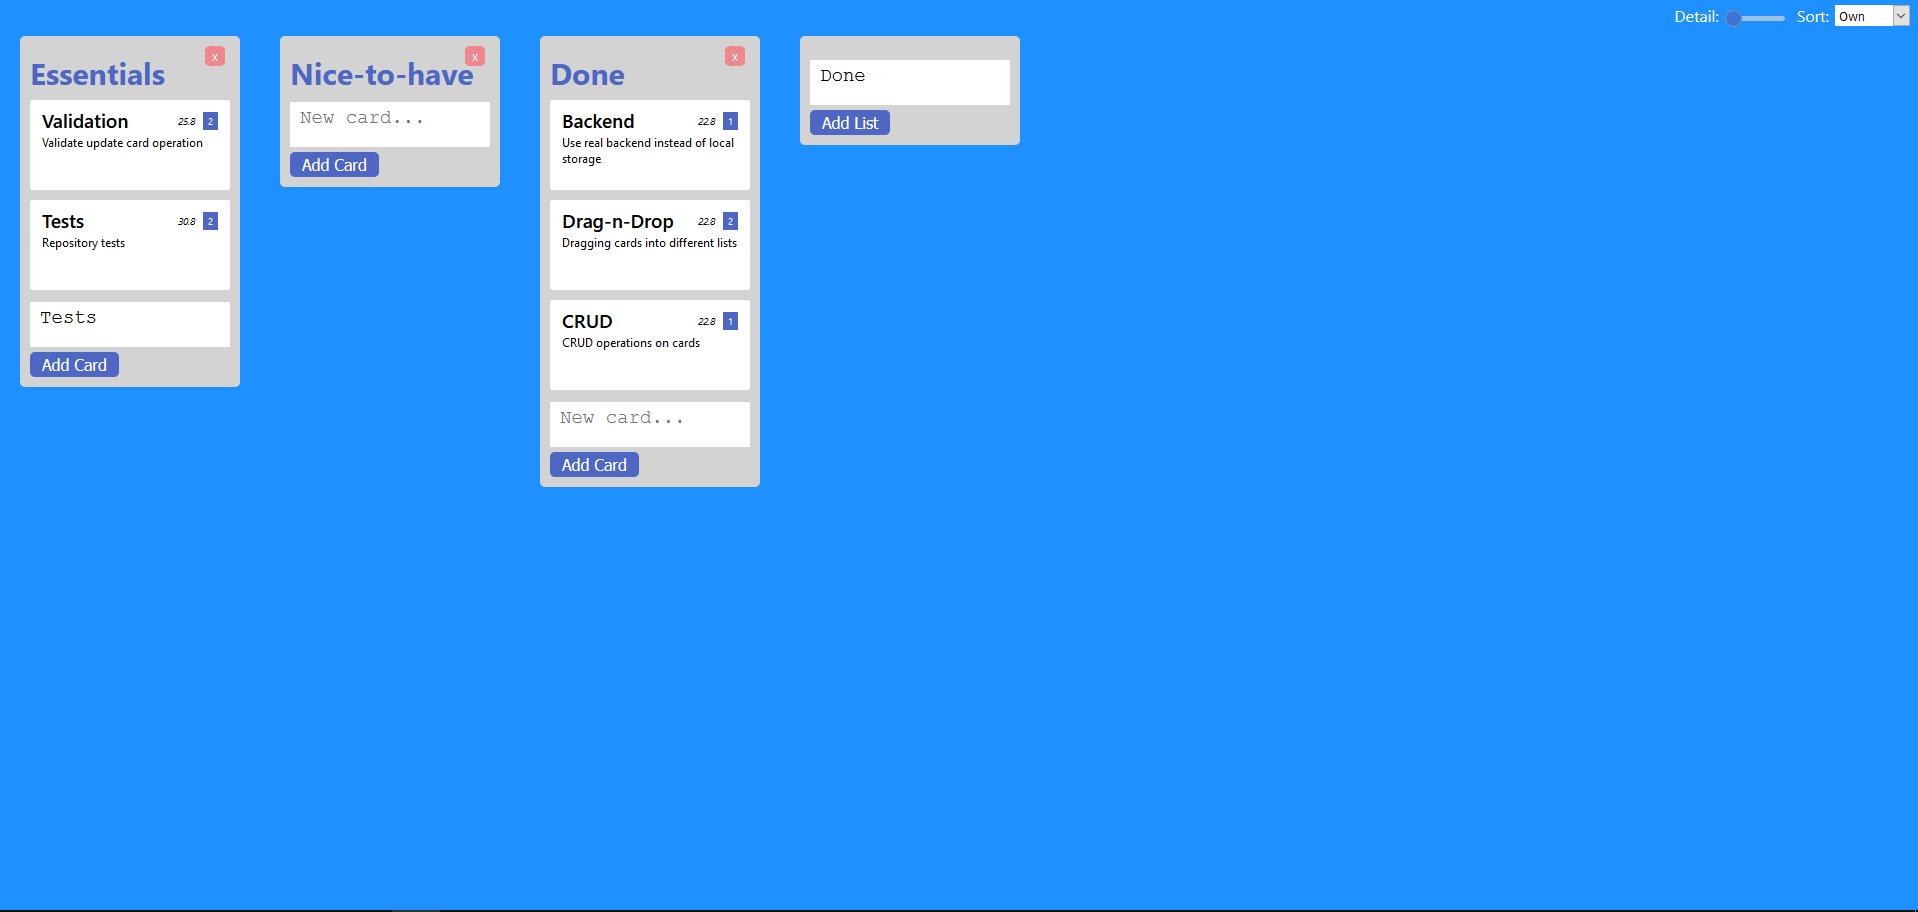 Detail:
Sort: Own
x
Essentials
Validation 25.8 2
Validate update card operation
Tests 30.8 2
Repository tests
Tests
Add Card
x
Nice-to-have
New card...
Add Card
x
Done
Backend 22.8 1
Use real backend instead of local
storage
Drag-n-Drop 22.8 2
Dragging cards into different lists
CRUD 22.8 1
CRUD operations on cards
New card...
Add Card
Done
Add List